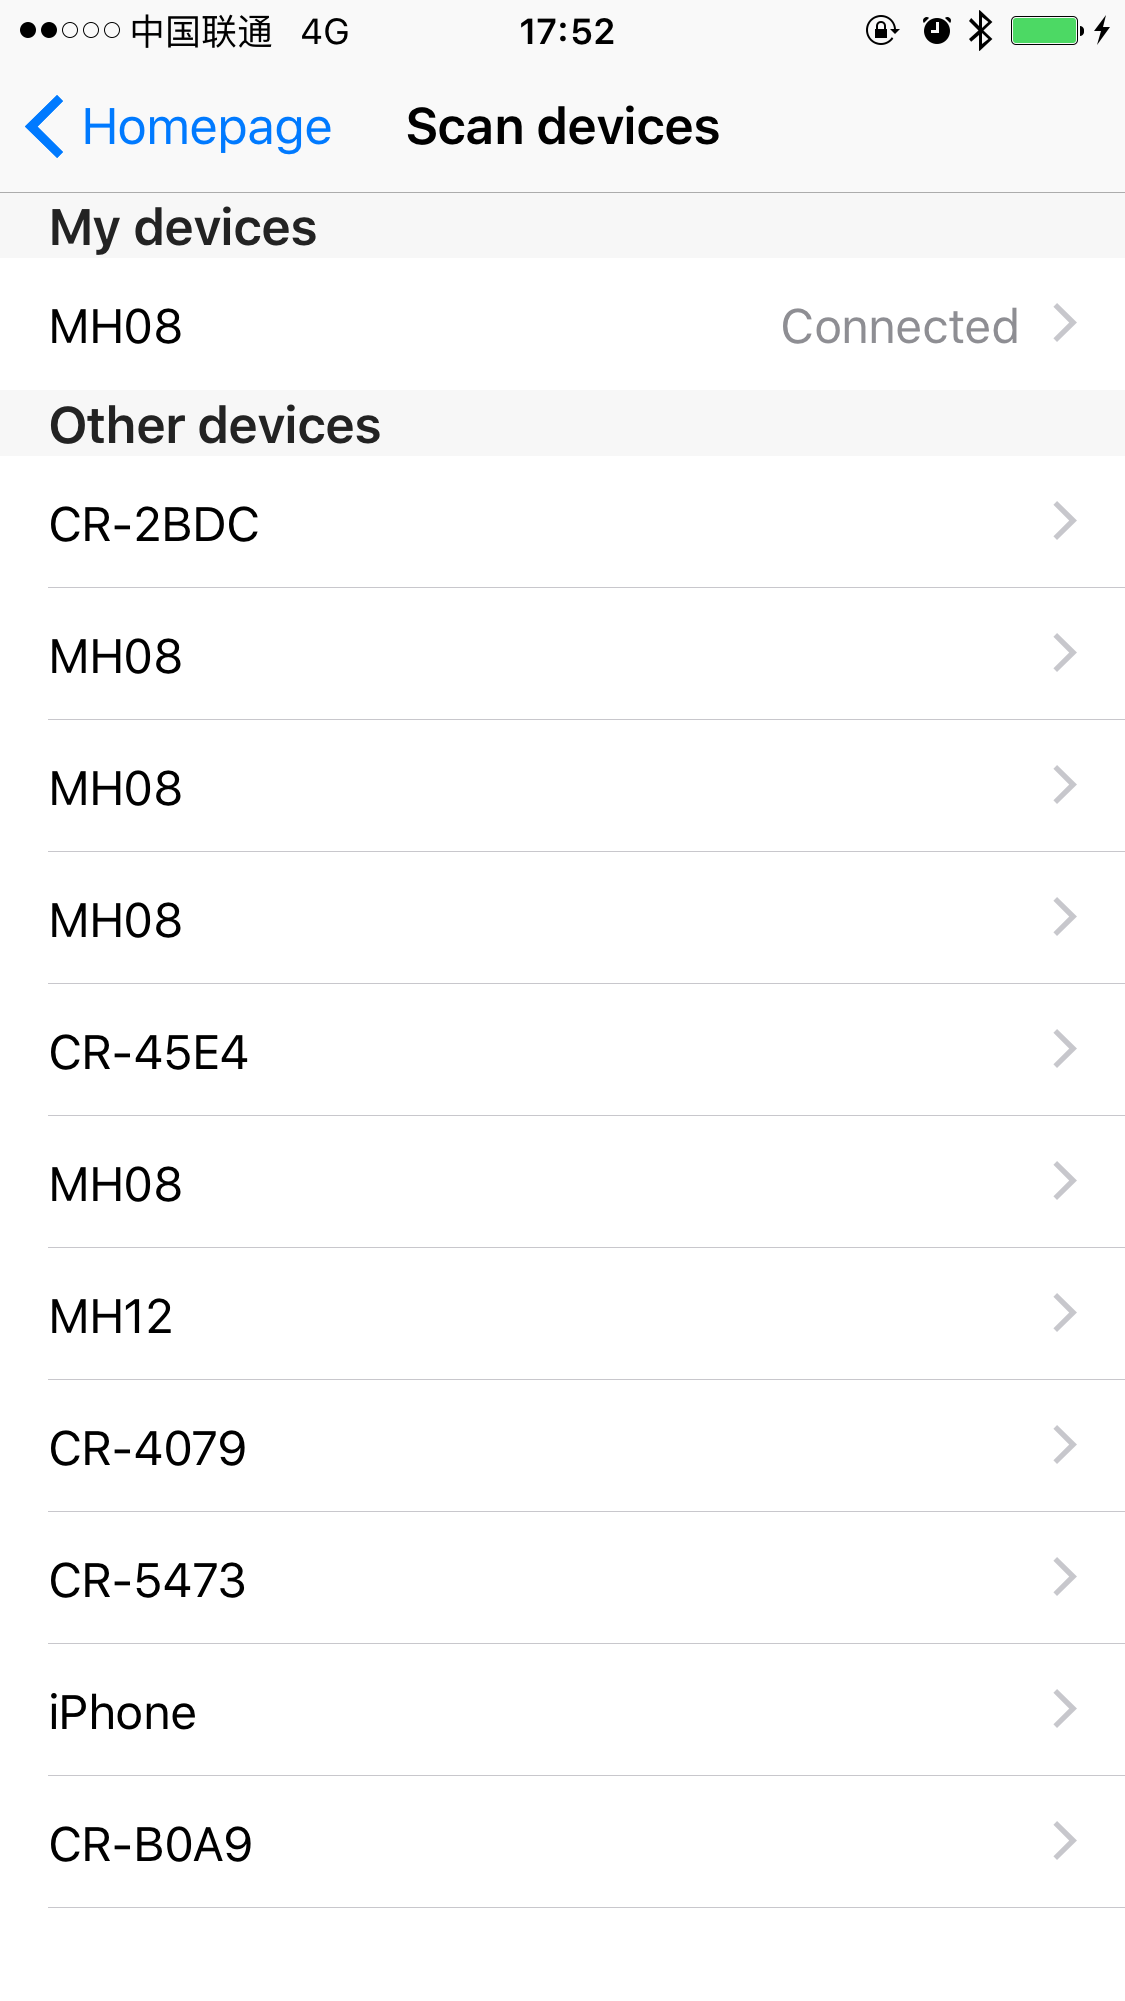 中国联通 4G 17:52
Homepage Scan devices
My devices
MH08 Connected
Other devices
CR-2BDC
MH08
MH08
MH08
CR-45E4
MH08
MH12
CR-4079
CR-5473
iPhone
CR-B0A9